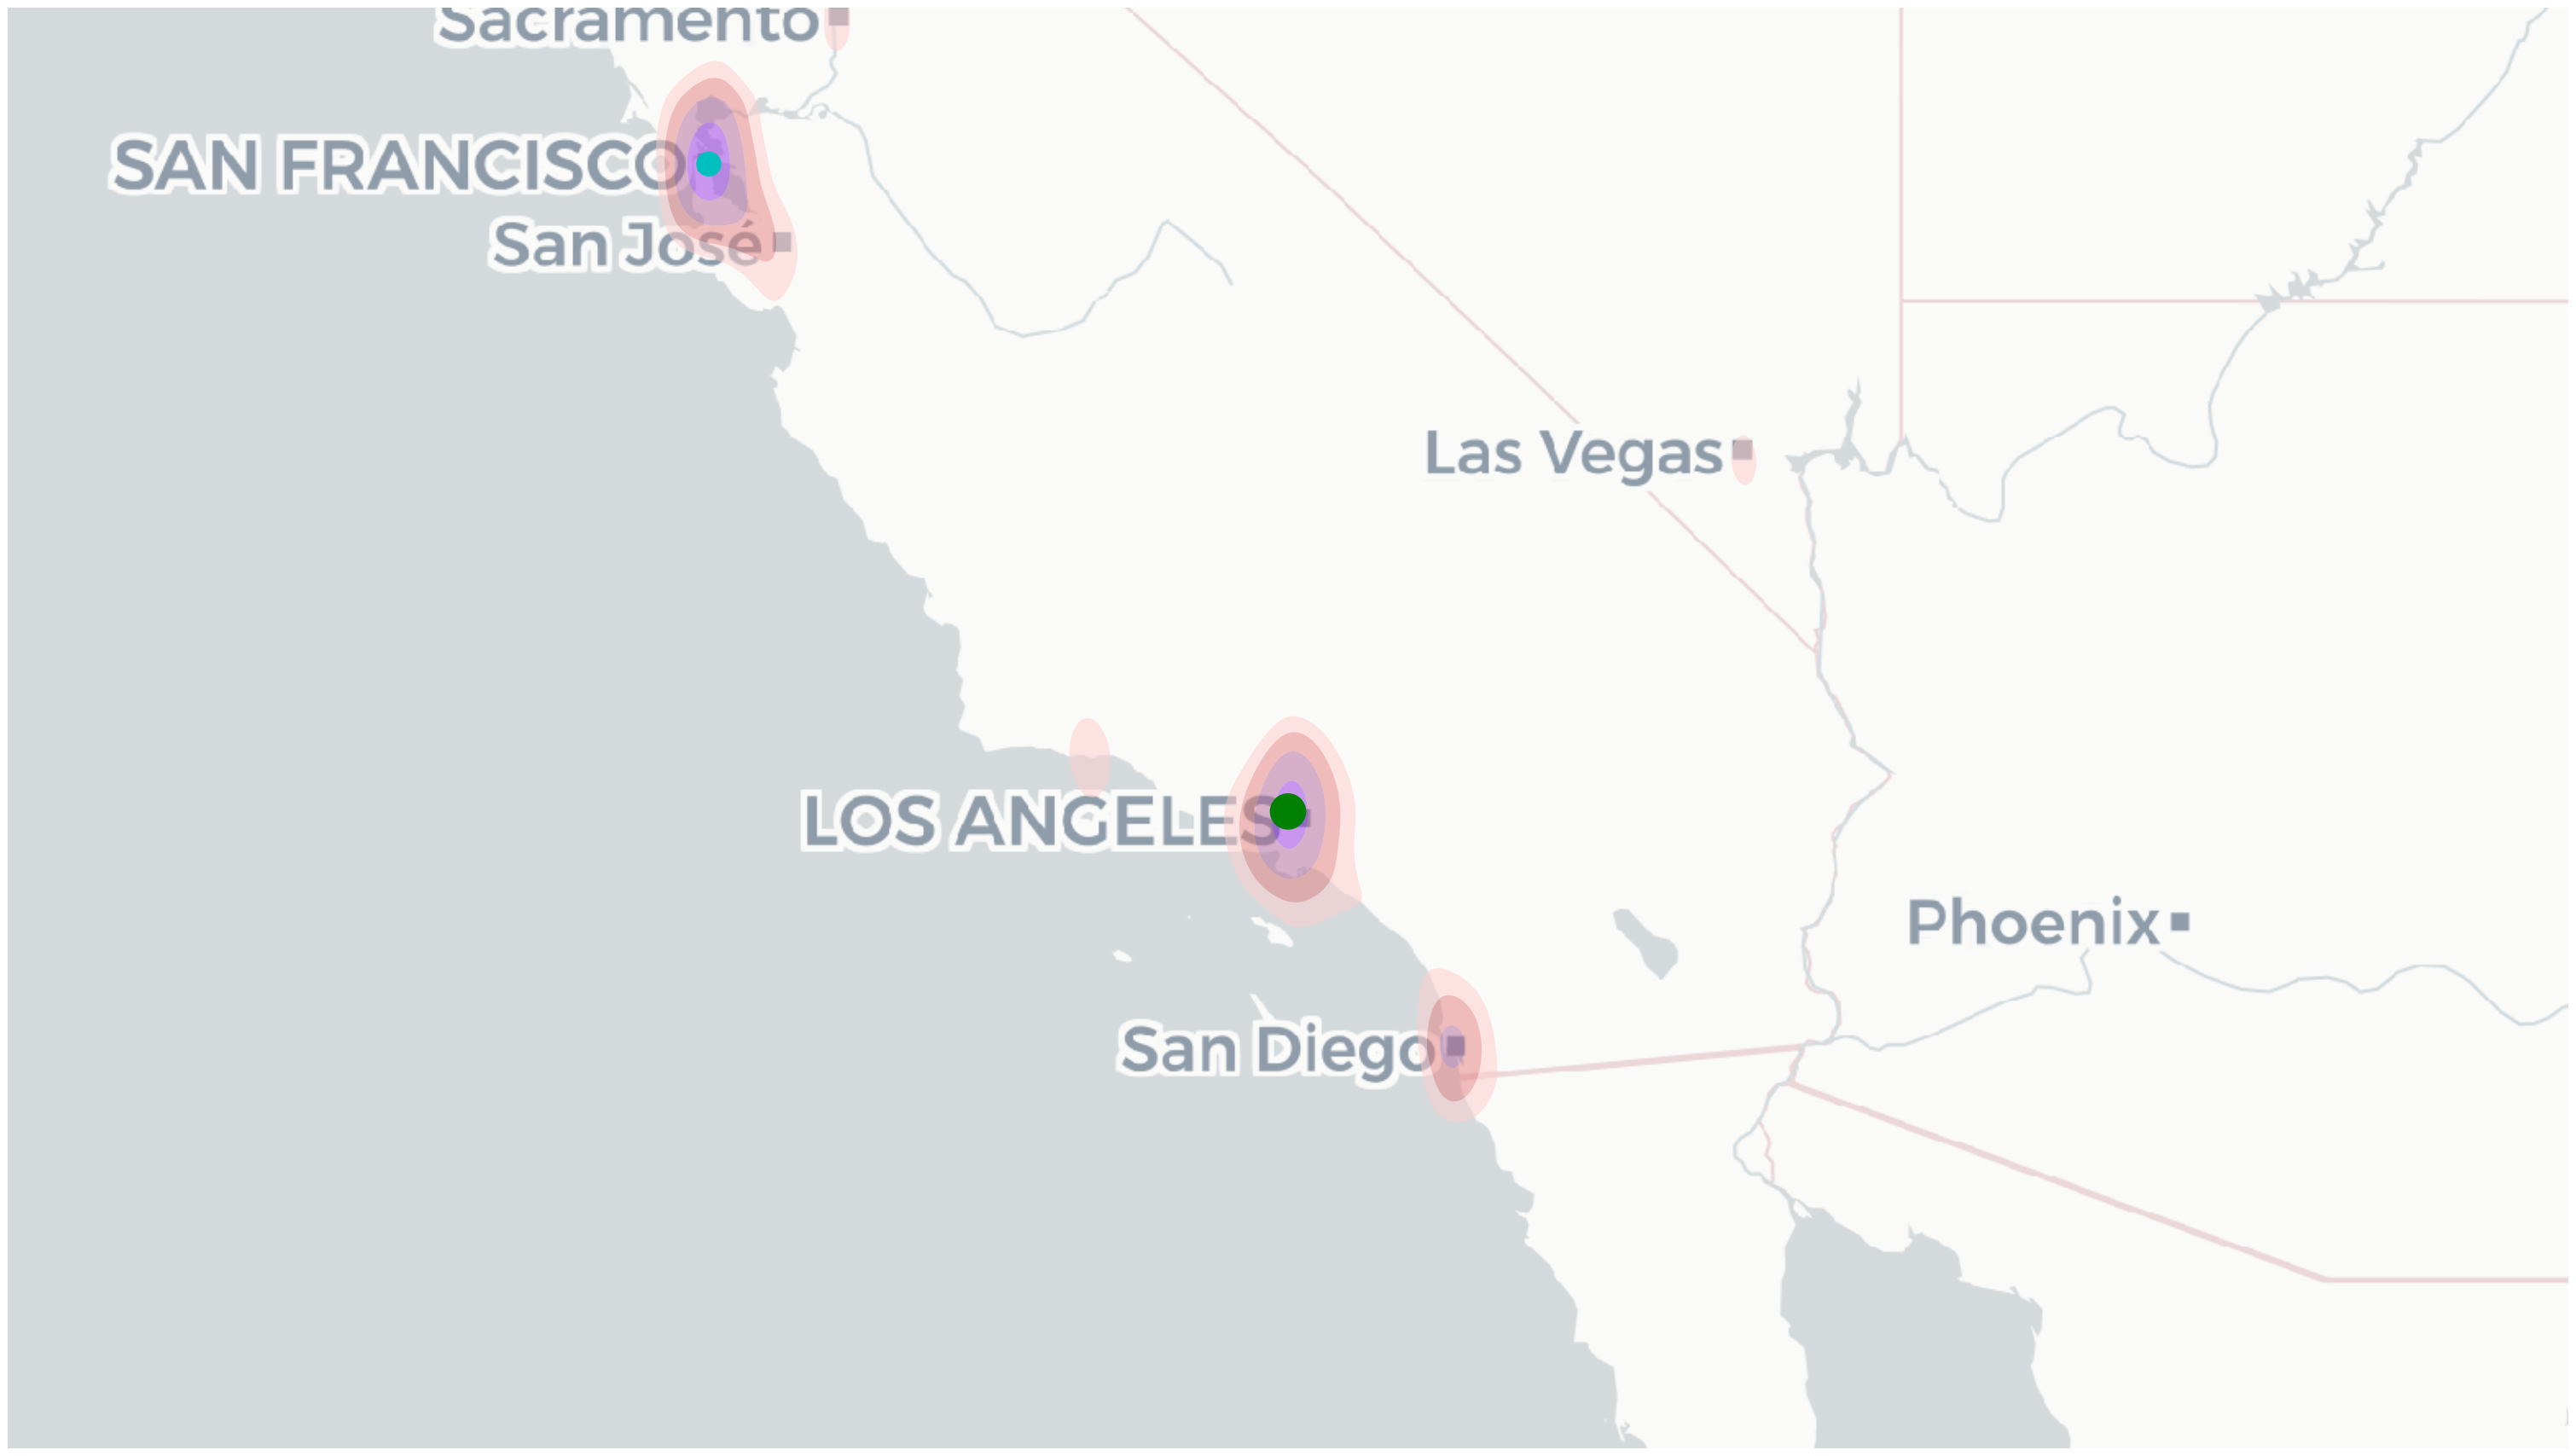 Sacramento
SAN FRANCISCO
San José
Las Vegas
LOS ANGELES
Phoenix
San Diego